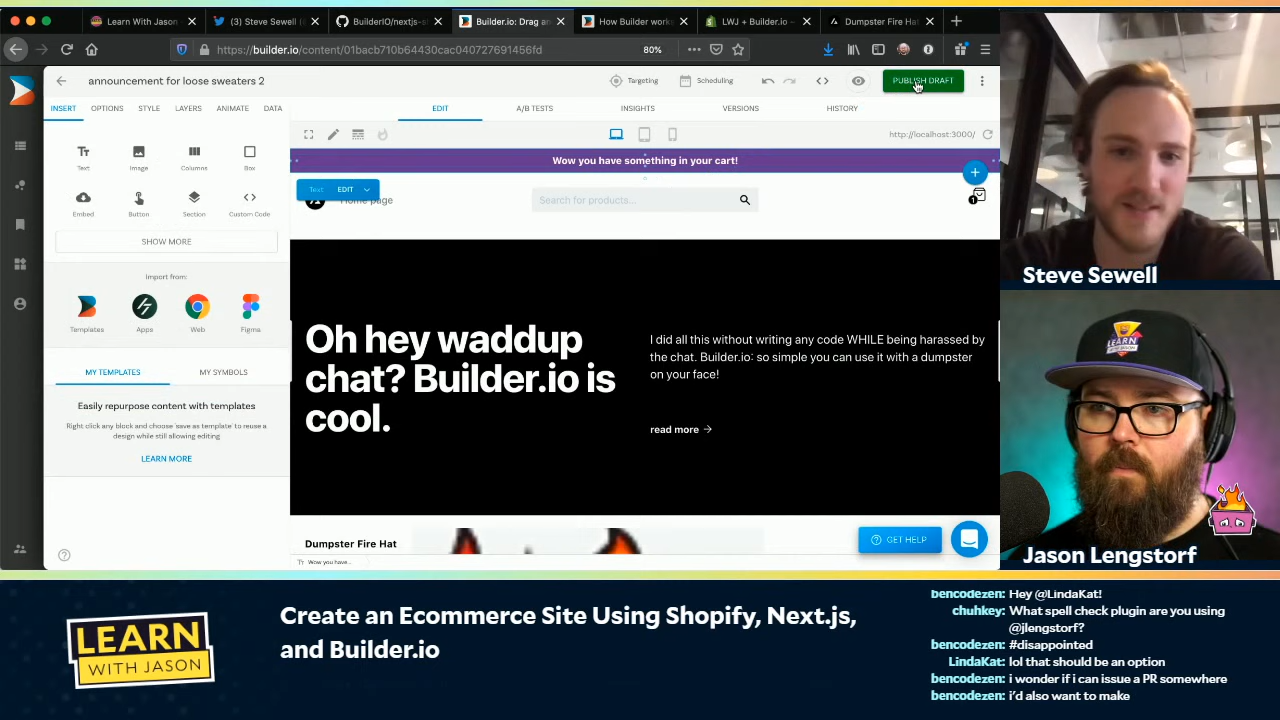 Learn With Jason
(3) Steve Sewell (@
BuilderIO/nextjs-s
Builder.io: Drag an
How Builder works
LWJ + Builder.io –
Dumpster Fire Hat
https://builder.io/content/01bacb710b64430cac040727691456fd
80%
announcement for loose sweaters 2
Targeting
Scheduling
PUBLISH DRAFT
INSERT
OPTIONS
STYLE
LAYERS
ANIMATE
DATA
EDIT
A/B TESTS
INSIGHTS
VERSIONS
HISTORY
http://localhost:3000/
Text
Image
Columns
Box
Embed
Button
Section
Custom Code
SHOW MORE
Import from:
Templates
Apps
Web
Figma
MY TEMPLATES
MY SYMBOLS
Easily repurpose content with templates
Right click any block and choose 'save as template' to reuse a
design while still allowing editing
LEARN MORE
Wow you have something in your cart!
Text
EDIT
Home page
Search for products...
1
Oh hey waddup
chat? Builder.io is
cool.
I did all this without writing any code WHILE being harassed by
the chat. Builder.io: so simple you can use it with a dumpster
on your face!
read more →
Dumpster Fire Hat
GET HELP
Tт Wow you have...
Steve Sewell
LEARN
Jason Lengstorf
LEARN
WITH JASON
Create an Ecommerce Site Using Shopify, Next.js,
and Builder.io
bencodezen: Hey @LindaKat!
chuhkey: What spell check plugin are you using
@jlengstorf?
bencodezen: #disappointed
LindaKat: lol that should be an option
bencodezen: i wonder if i can issue a PR somewhere
bencodezen: i'd also want to make